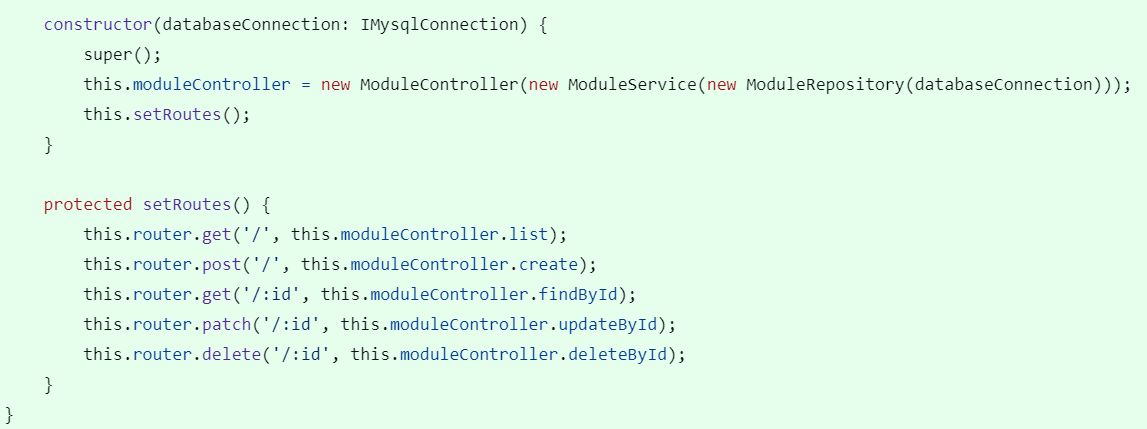 constructor(databaseConnection: IMysqlConnection) {
super();
this.moduleController = new ModuleController(new ModuleService(new ModuleRepository(databaseConnection)));
this.setRoutes();
}
protected setRoutes() {
this.router.get('/', this.moduleController.list);
this.router.post('/', this.moduleController.create);
this.router.get('/:id', this.moduleController.findById);
this.router.patch('/:id', this.moduleController.updateById);
this.router.delete('/:id', this.moduleController.deleteById);
}
}